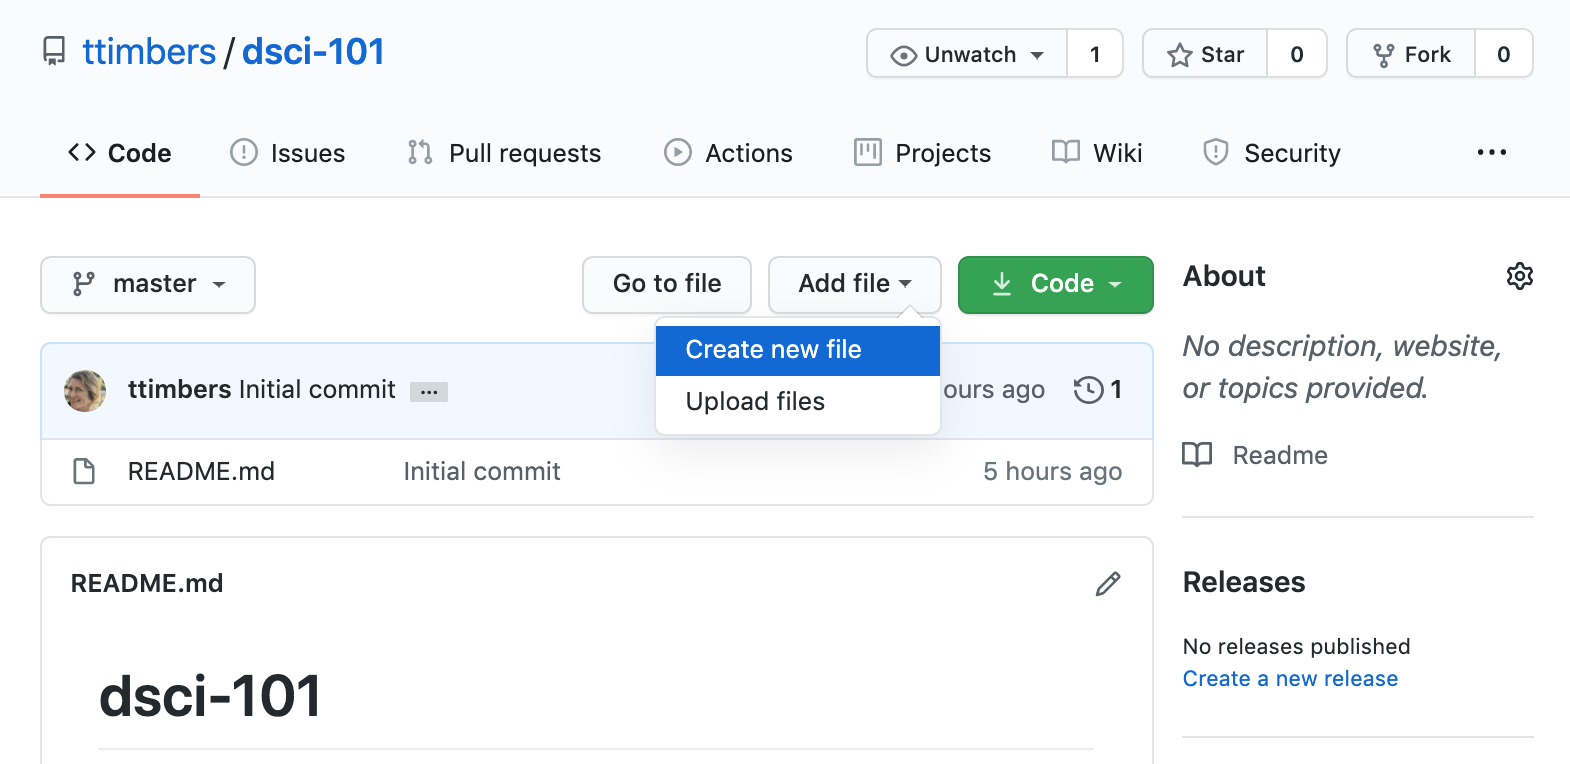 ttimbers / dsci-101
Unwatch 1 Star 0 Fork 0
Code Issues Pull requests Actions Projects Wiki Security ...
master Go to file Add file Code
Create new file
Upload files
ttimbers Initial commit ... ours ago 1
README.md Initial commit 5 hours ago
README.md
dsci-101
About
No description, website,
or topics provided.
Readme
Releases
No releases published
Create a new release